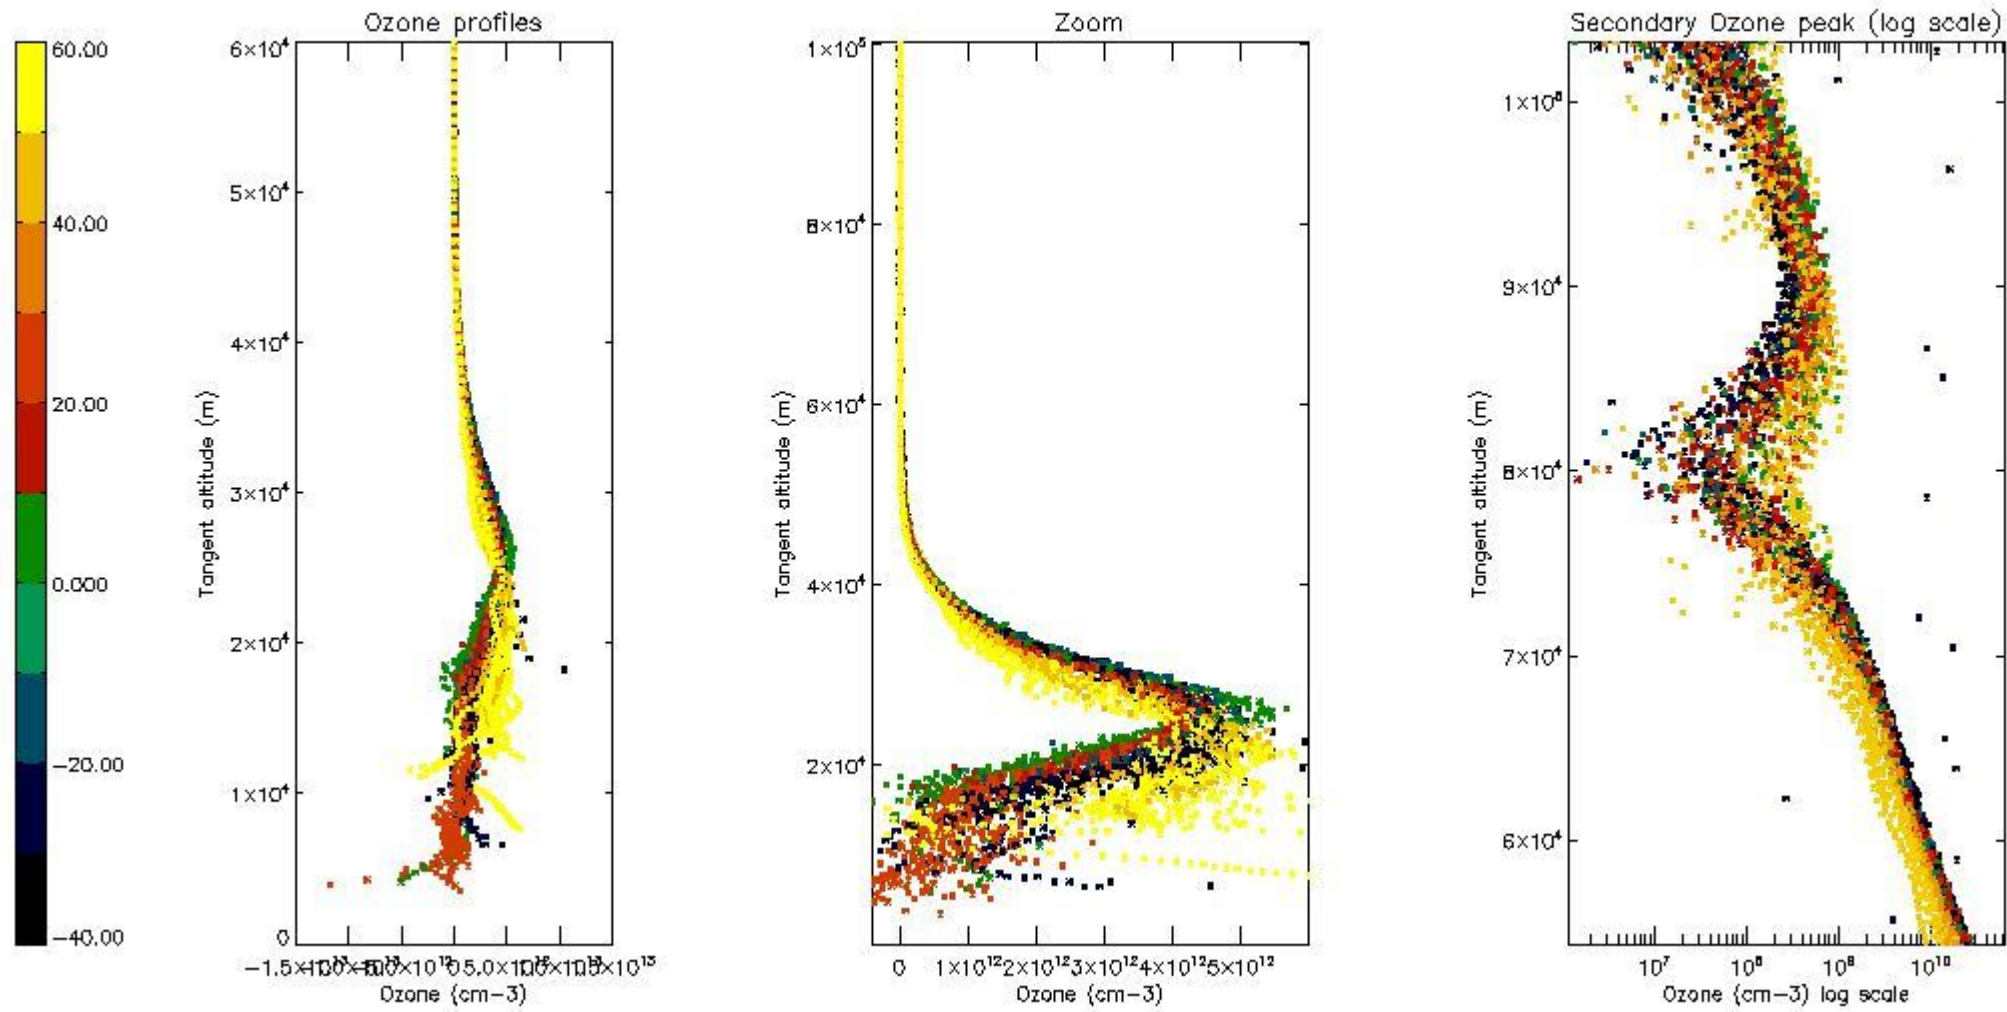 Ozone profiles
Zoom
Secondary Ozone peak (log scale)
60.00
40.00
20.00
0.000
−20.00
−40.00
6×10⁴
5×10⁴
4×10⁴
3×10⁴
2×10⁴
1×10⁴
0
Tangent altitude (m)
Ozone (cm−3)
1×10⁵
8×10⁴
6×10⁴
4×10⁴
2×10⁴
Tangent altitude (m)
0 1×10¹² 2×10¹² 3×10¹² 4×10¹² 5×10¹²
Ozone (cm−3)
1×10⁵
9×10⁴
8×10⁴
7×10⁴
6×10⁴
Tangent altitude (m)
10⁷ 10⁸ 10⁹ 10¹⁰
Ozone (cm−3) log scale